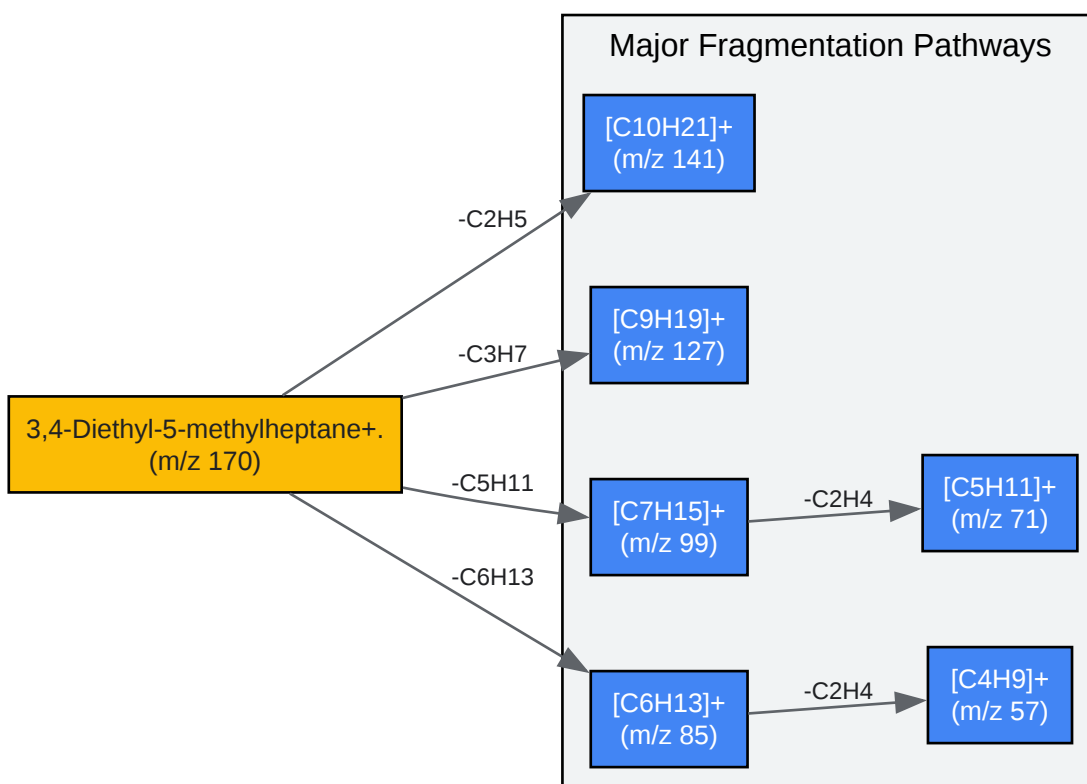 Major Fragmentation Pathways
[C10H21]+
(m/z 141)
-C2H5
[C9H19]+
(m/z 127)
-C3H7
3,4-Diethyl-5-methylheptane+.
(m/z 170)
-C5H11
[C7H15]+
(m/z 99)
-C2H4
[C5H11]+
(m/z 71)
-C6H13
[C6H13]+
(m/z 85)
-C2H4
[C4H9]+
(m/z 57)